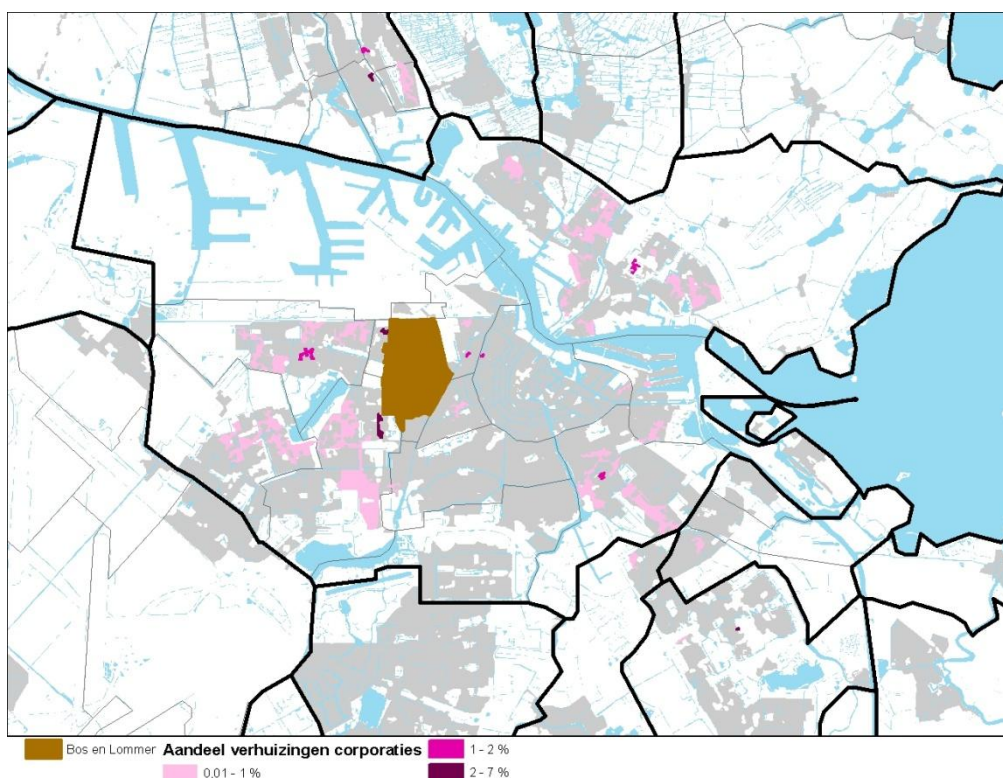 Bos en Lommer Aandeel verhuizingen corporaties 1 - 2 %
0,01 - 1 % 2 - 7 %